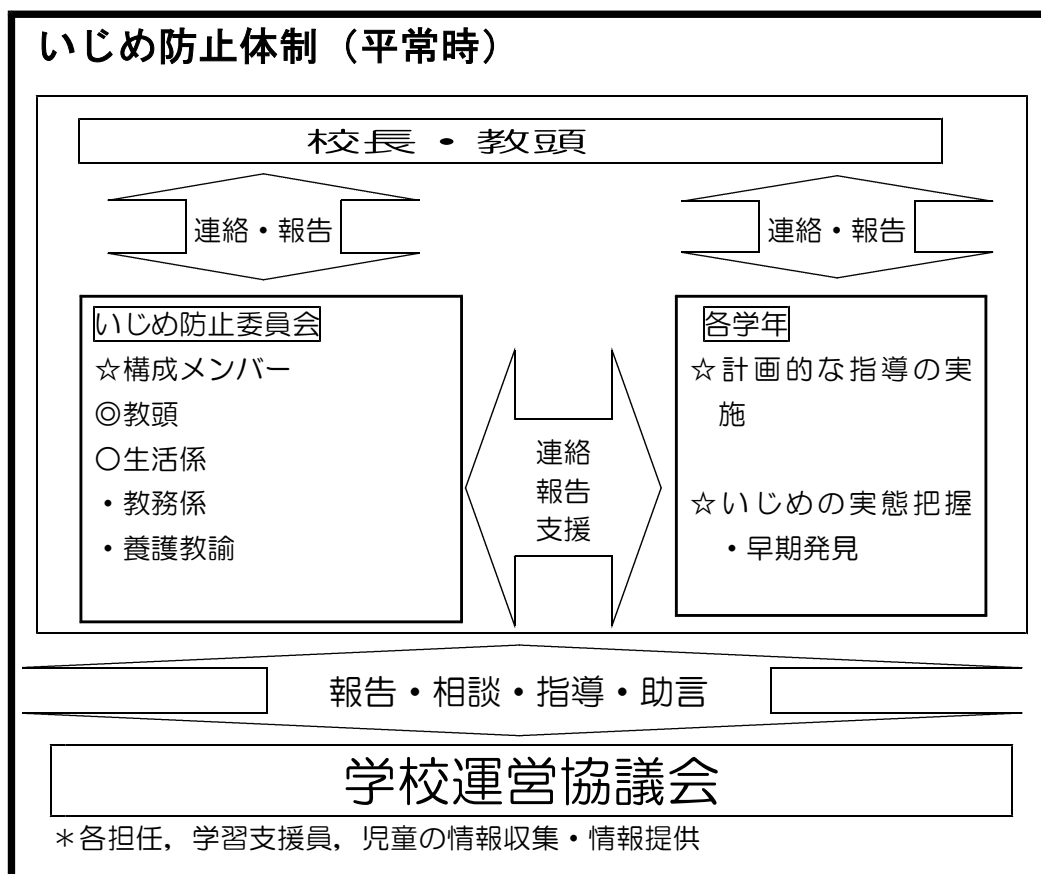 いじめ防止体制（平常時）
校長・教頭
連絡・報告
連絡・報告
いじめ防止委員会
☆構成メンバー
◎教頭
○生活係
・教務係
・養護教諭
連絡
報告
支援
各学年
☆計画的な指導の実
施
☆いじめの実態把握
・早期発見
報告・相談・指導・助言
学校運営協議会
＊各担任，学習支援員，児童の情報収集・情報提供